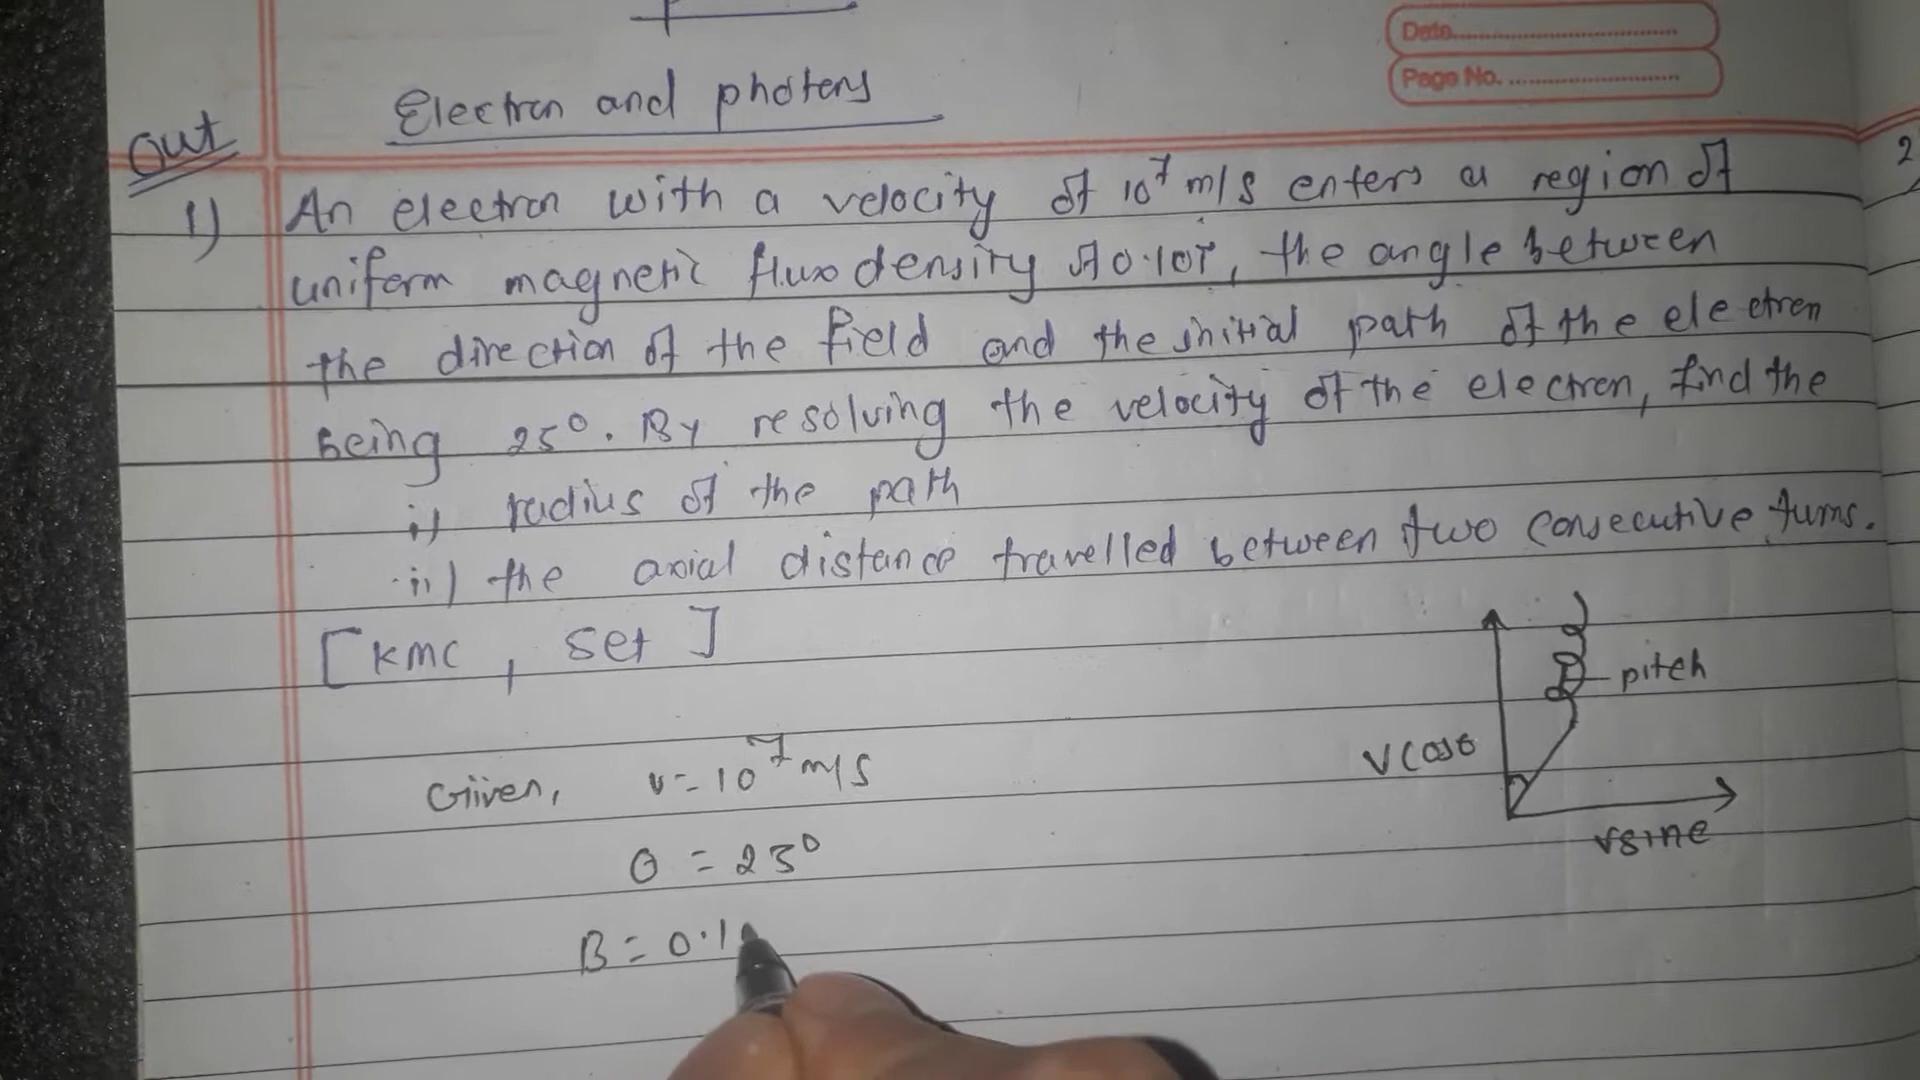 Date
Page No.
Electron and photons
out
2
1) An electron with a velocity of 10⁷ m/s enters a region of
uniform magnetic flux density of 0.10T, the angle between
the direction of the field and the initial path of the electron
being 25°. By resolving the velocity of the electron, find the
i) radius of the path
ii) the axial distance travelled between two consecutive turns.
[KMC, set]
pitch
vcosθ
vsinθ
Given, v = 10⁷ m/s
θ = 25°
B = 0.1